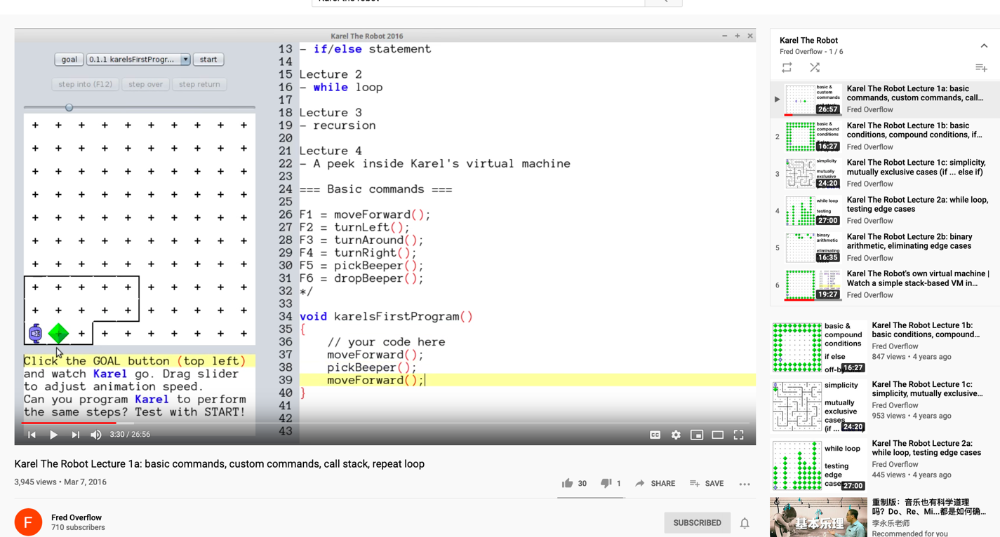 Karel The Robot 2016
goal
0.1.1 karelsFirstProgr...
start
step into (F12)
step over
step return
Click the GOAL button (top left)
and watch Karel go. Drag slider
to adjust animation speed.
Can you program Karel to perform
the same steps? Test with START!
13 - if/else statement
14
15 Lecture 2
16 - while loop
17
18 Lecture 3
19 - recursion
20
21 Lecture 4
22 - A peek inside Karel's virtual machine
23
24 === Basic commands ===
25
26 F1 = moveForward();
27 F2 = turnLeft();
28 F3 = turnAround();
29 F4 = turnRight();
30 F5 = pickBeeper();
31 F6 = dropBeeper();
32 */
33
34 void karelsFirstProgram()
35 {
36 // your code here
37 moveForward();
38 pickBeeper();
39 moveForward();
40 }
41
42
43
3:30 / 26:56
CC
Karel The Robot Lecture 1a: basic commands, custom commands, call stack, repeat loop
3,945 views • Mar 7, 2016
30
1
SHARE
SAVE
F
Fred Overflow
710 subscribers
SUBSCRIBED
Karel The Robot
Fred Overflow - 1 / 6
basic &
custom
commands
26:57
Karel The Robot Lecture 1a: basic
commands, custom commands, call...
Fred Overflow
2
basic &
compound
conditions
16:27
Karel The Robot Lecture 1b: basic
conditions, compound conditions, if...
Fred Overflow
3
simplicity
mutually
exclusive
24:20
Karel The Robot Lecture 1c: simplicity,
mutually exclusive cases (if ... else if)
Fred Overflow
4
while loop
testing
27:00
Karel The Robot Lecture 2a: while loop,
testing edge cases
Fred Overflow
5
binary
arithmetic
eliminating
16:35
Karel The Robot Lecture 2b: binary
arithmetic, eliminating edge cases
Fred Overflow
6
19:27
Karel The Robot's own virtual machine |
Watch a simple stack-based VM in...
Fred Overflow
basic &
compound
conditions
if else
off-b
16:27
Karel The Robot Lecture 1b:
basic conditions, compound...
Fred Overflow
847 views • 4 years ago
simplicity
mutually
exclusive
cases
(if ...
24:20
Karel The Robot Lecture 1c:
simplicity, mutually exclusive...
Fred Overflow
953 views • 4 years ago
while loop
testing
edge
case
27:00
Karel The Robot Lecture 2a:
while loop, testing edge cases
Fred Overflow
445 views • 4 years ago
基本乐理
重制版：音乐也有科学道理
吗？Do、Re、Mi...都是如何确...
李永乐老师
Recommended for you